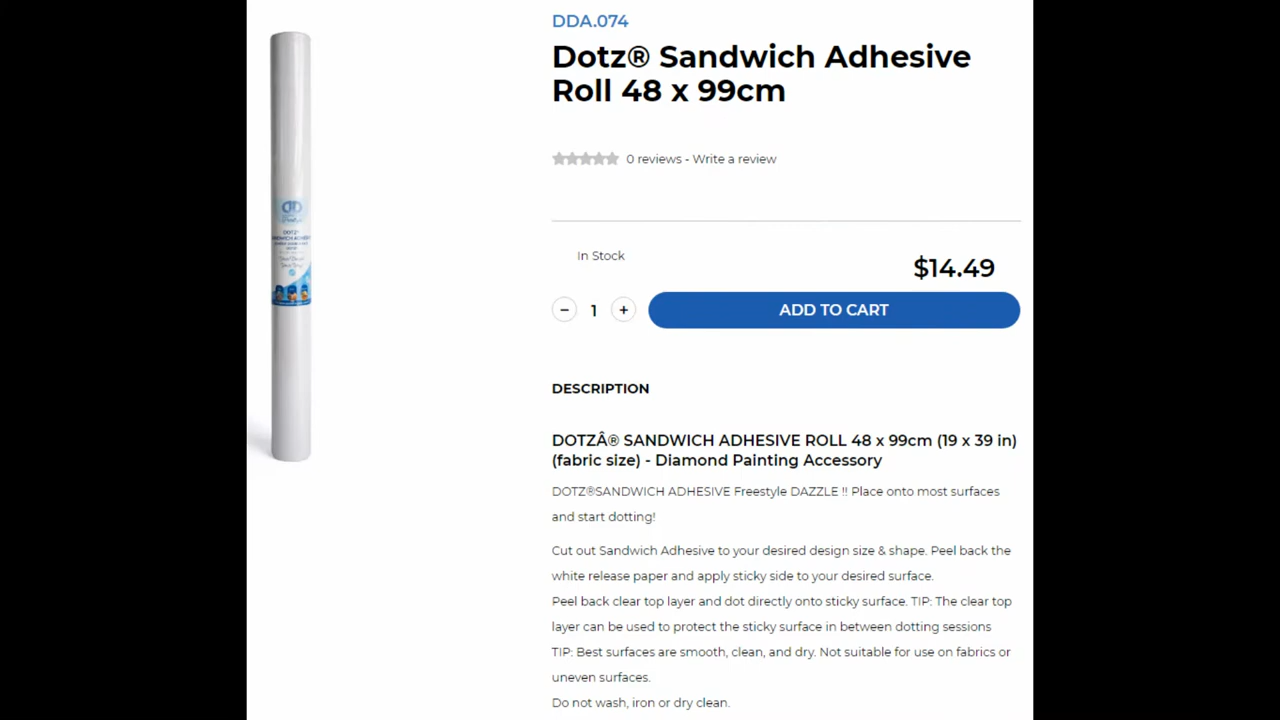 DDA.074
Dotz® Sandwich Adhesive
Roll 48 x 99cm
0 reviews - Write a review
In Stock
$14.49
− 1 +
ADD TO CART
DESCRIPTION
DOTZÂ® SANDWICH ADHESIVE ROLL 48 x 99cm (19 x 39 in)
(fabric size) - Diamond Painting Accessory
DOTZ®SANDWICH ADHESIVE Freestyle DAZZLE !! Place onto most surfaces
and start dotting!
Cut out Sandwich Adhesive to your desired design size & shape. Peel back the
white release paper and apply sticky side to your desired surface.
Peel back clear top layer and dot directly onto sticky surface. TIP: The clear top
layer can be used to protect the sticky surface in between dotting sessions
TIP: Best surfaces are smooth, clean, and dry. Not suitable for use on fabrics or
uneven surfaces.
Do not wash, iron or dry clean.